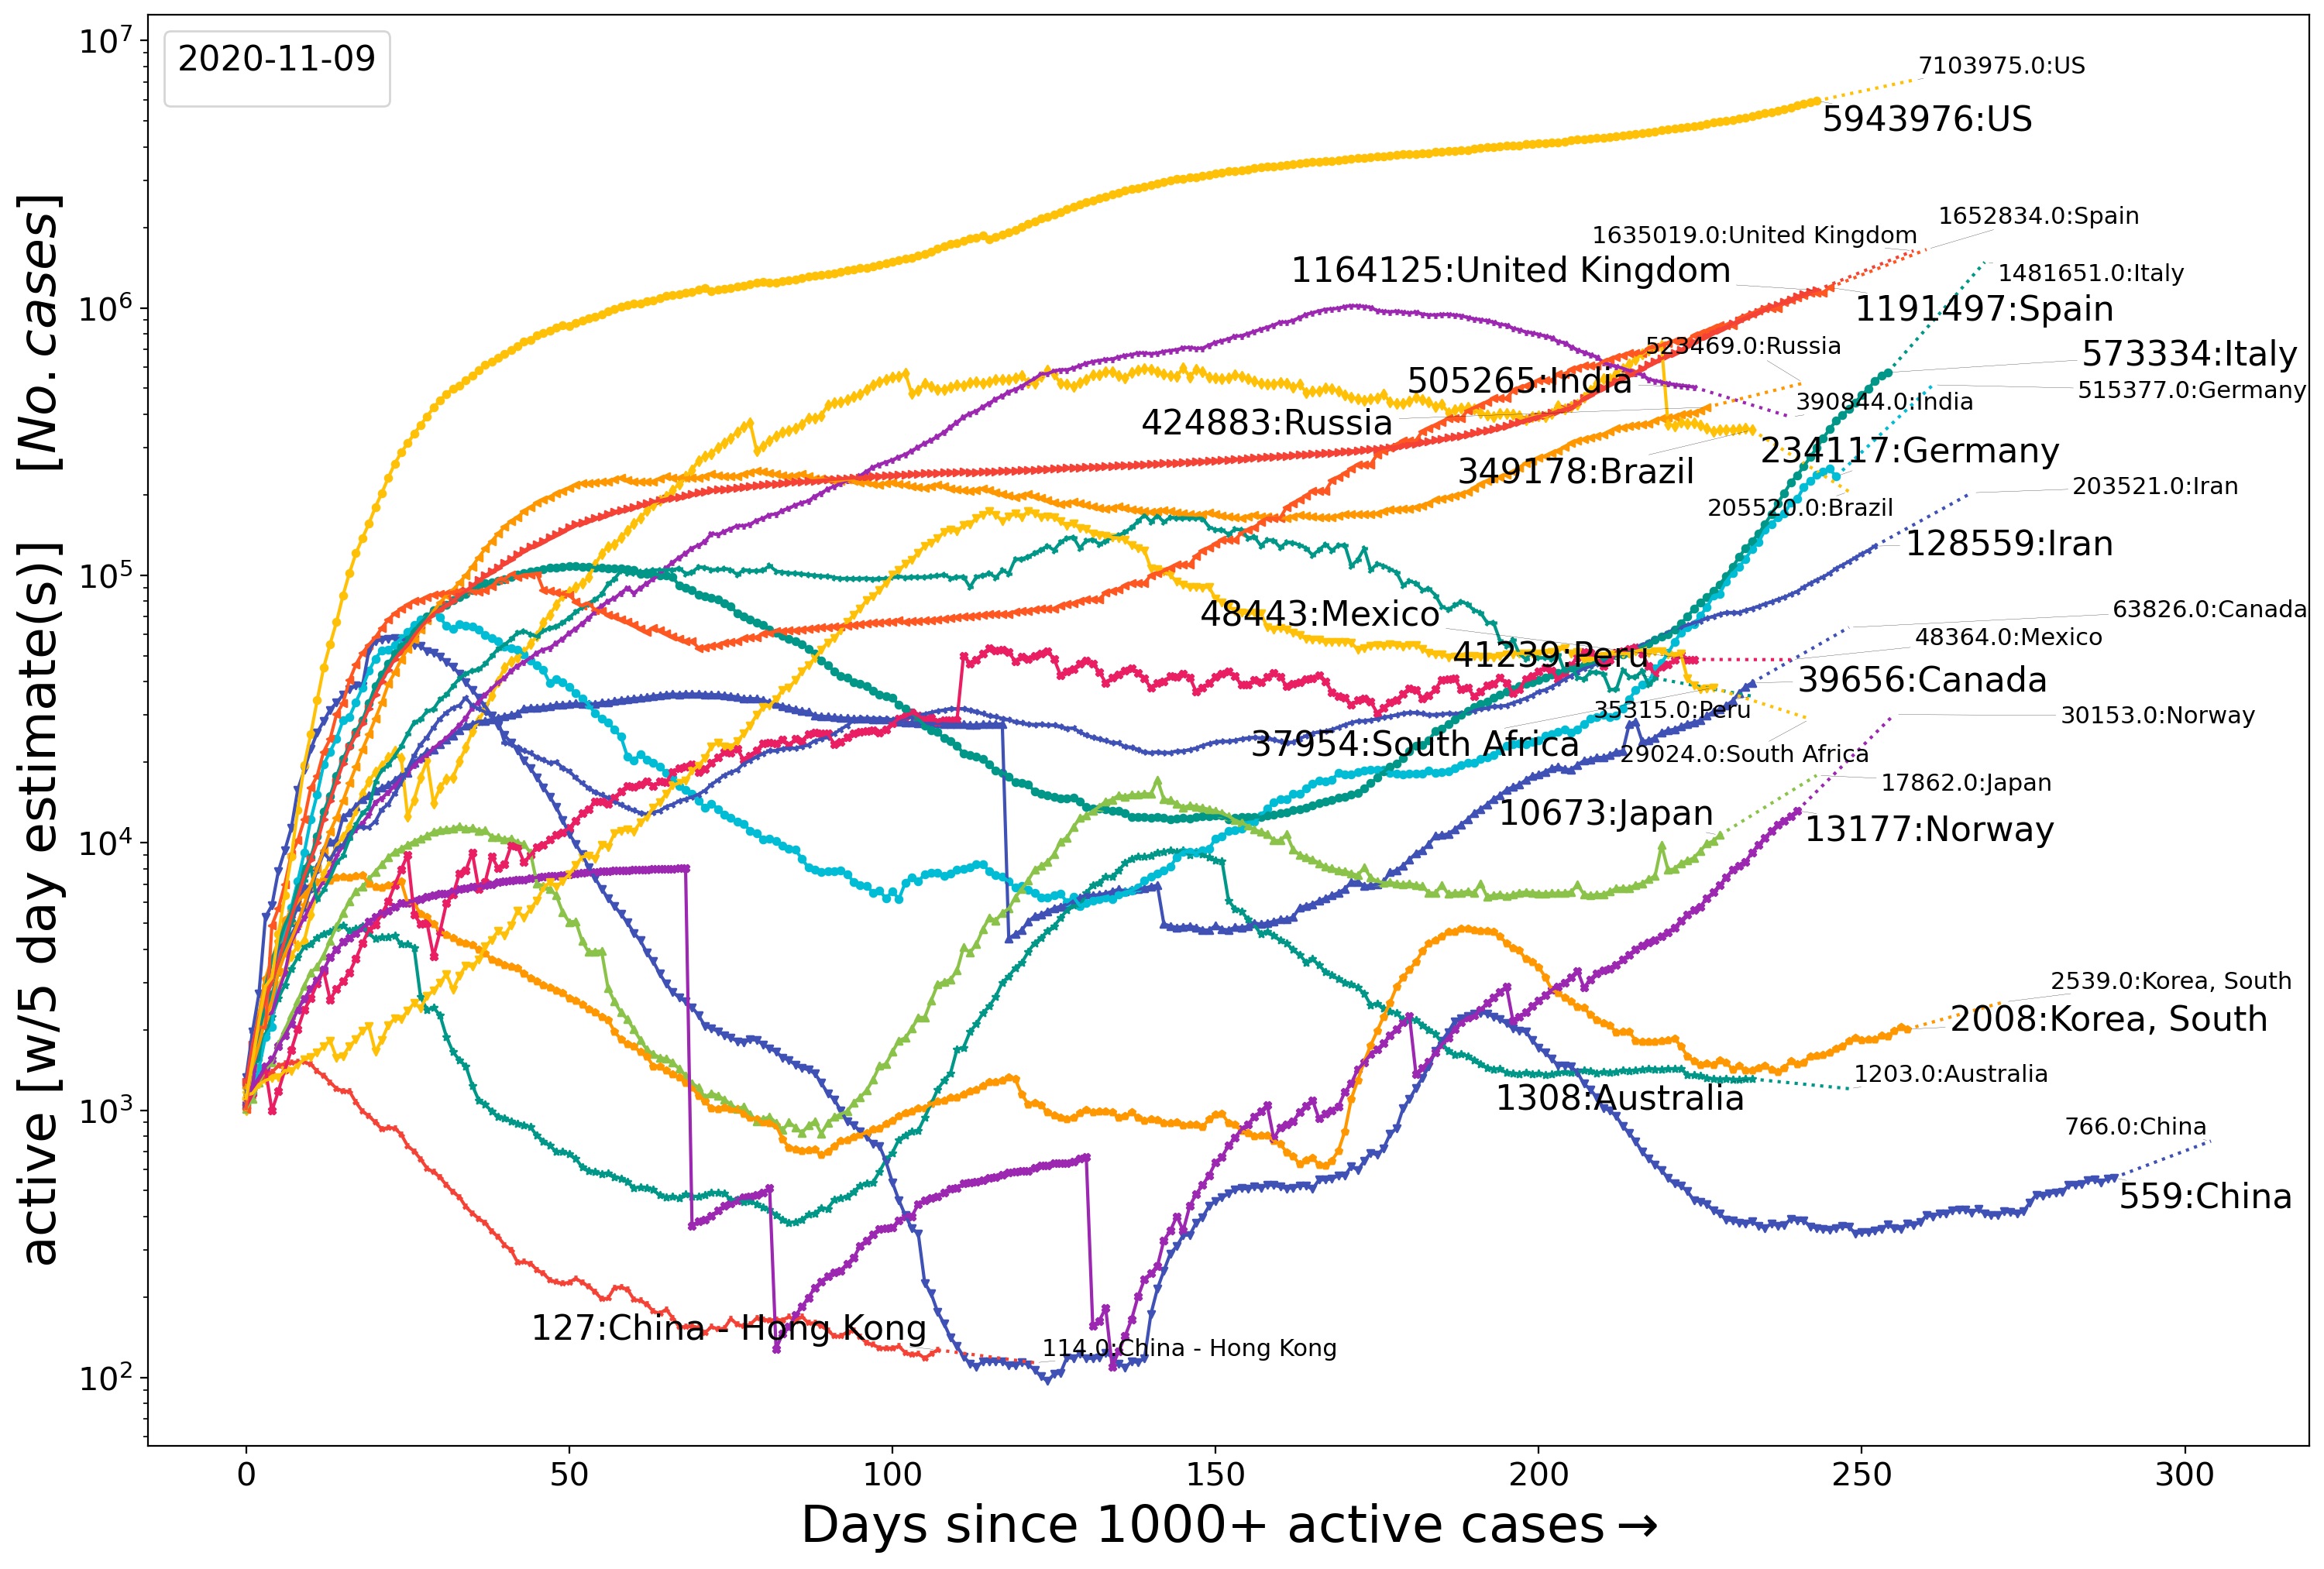 2020-11-09
active [w/5 day estimate(s)] [No.cases]
10^7
10^6
10^5
10^4
10^3
10^2
7103975.0:US
5943976:US
1652834.0:Spain
1635019.0:United Kingdom
1164125:United Kingdom
1481651.0:Italy
1191497:Spain
523469.0:Russia
573334:Italy
505265:India
515377.0:Germany
390844.0:India
424883:Russia
234117:Germany
349178:Brazil
203521.0:Iran
205520.0:Brazil
128559:Iran
48443:Mexico
63826.0:Canada
48364.0:Mexico
41239:Peru
39656:Canada
35315.0:Peru
30153.0:Norway
37954:South Africa
29024.0:South Africa
17862.0:Japan
10673:Japan
13177:Norway
2539.0:Korea, South
2008:Korea, South
1203.0:Australia
1308:Australia
766.0:China
559:China
127:China - Hong Kong
114.0:China - Hong Kong
0 50 100 150 200 250 300
Days since 1000+ active cases→